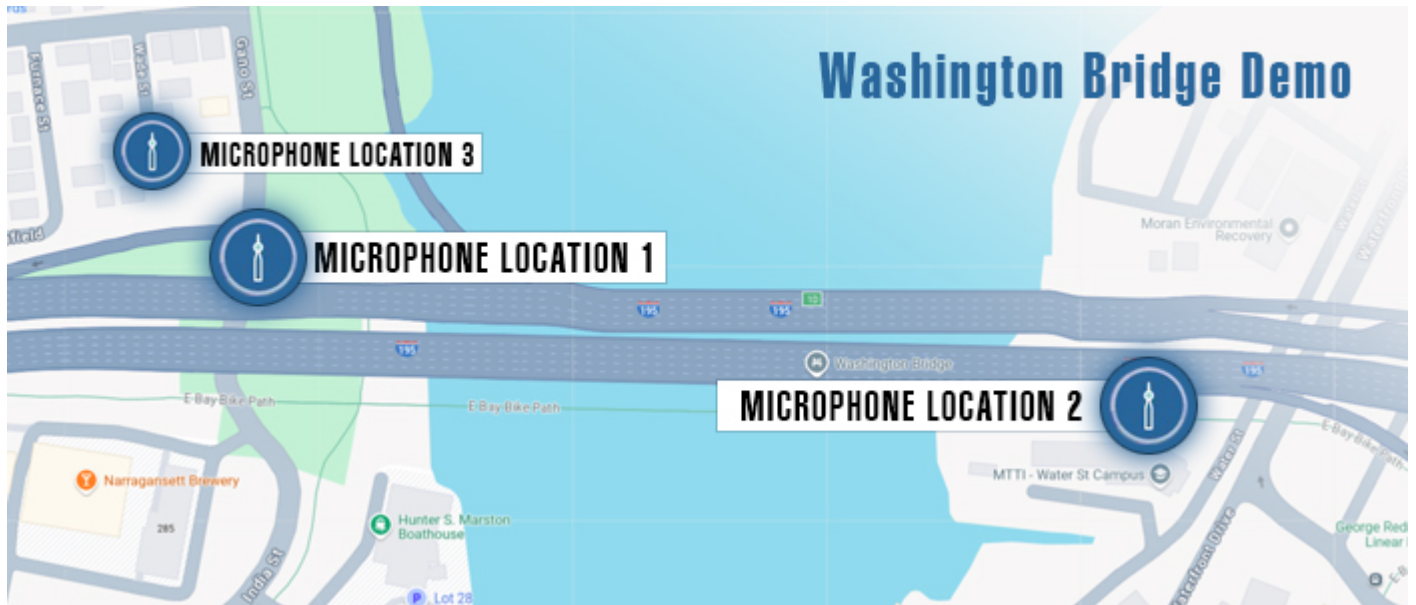 Washington Bridge Demo
Furnace St
Wade St
Gano St
MICROPHONE LOCATION 3
Moran Environmental
Recovery
Water St
MICROPHONE LOCATION 1
195
195
10
195
Washington Bridge
195
MICROPHONE LOCATION 2
E Bay Bike Path
E Bay Bike Path
E Bay Bike Path
Water St
MTTI - Water St Campus
Narragansett Brewery
285
Hunter S. Marston
Boathouse
George Red
Linear
India St
Waterfront Drive
P
Lot 28